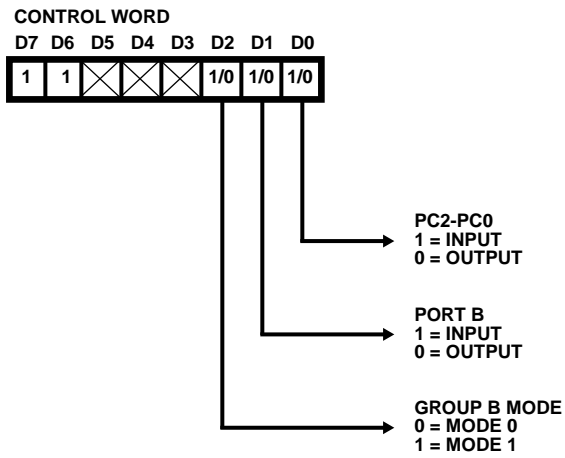 CONTROL WORD
D7 D6 D5 D4 D3 D2 D1 D0
1 1 1/0 1/0 1/0
PC2-PC0
1 = INPUT
0 = OUTPUT
PORT B
1 = INPUT
0 = OUTPUT
GROUP B MODE
0 = MODE 0
1 = MODE 1